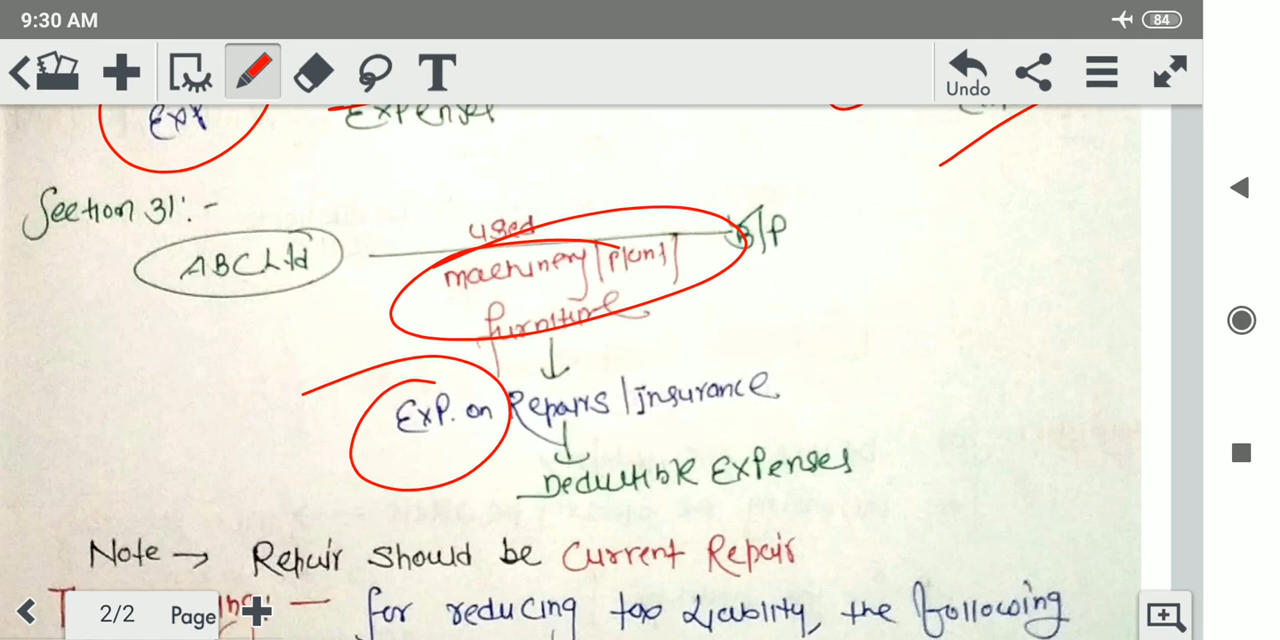 9:30 AM 84
T Undo
Exp Expenses
Section 31:-
used
ABC Ltd B/P
machinery/plant/
furniture
Exp. on Repairs/Insurance
Deductible Expenses
Note → Repair should be Current Repair
for reducing tax liability, the following
2/2 Page